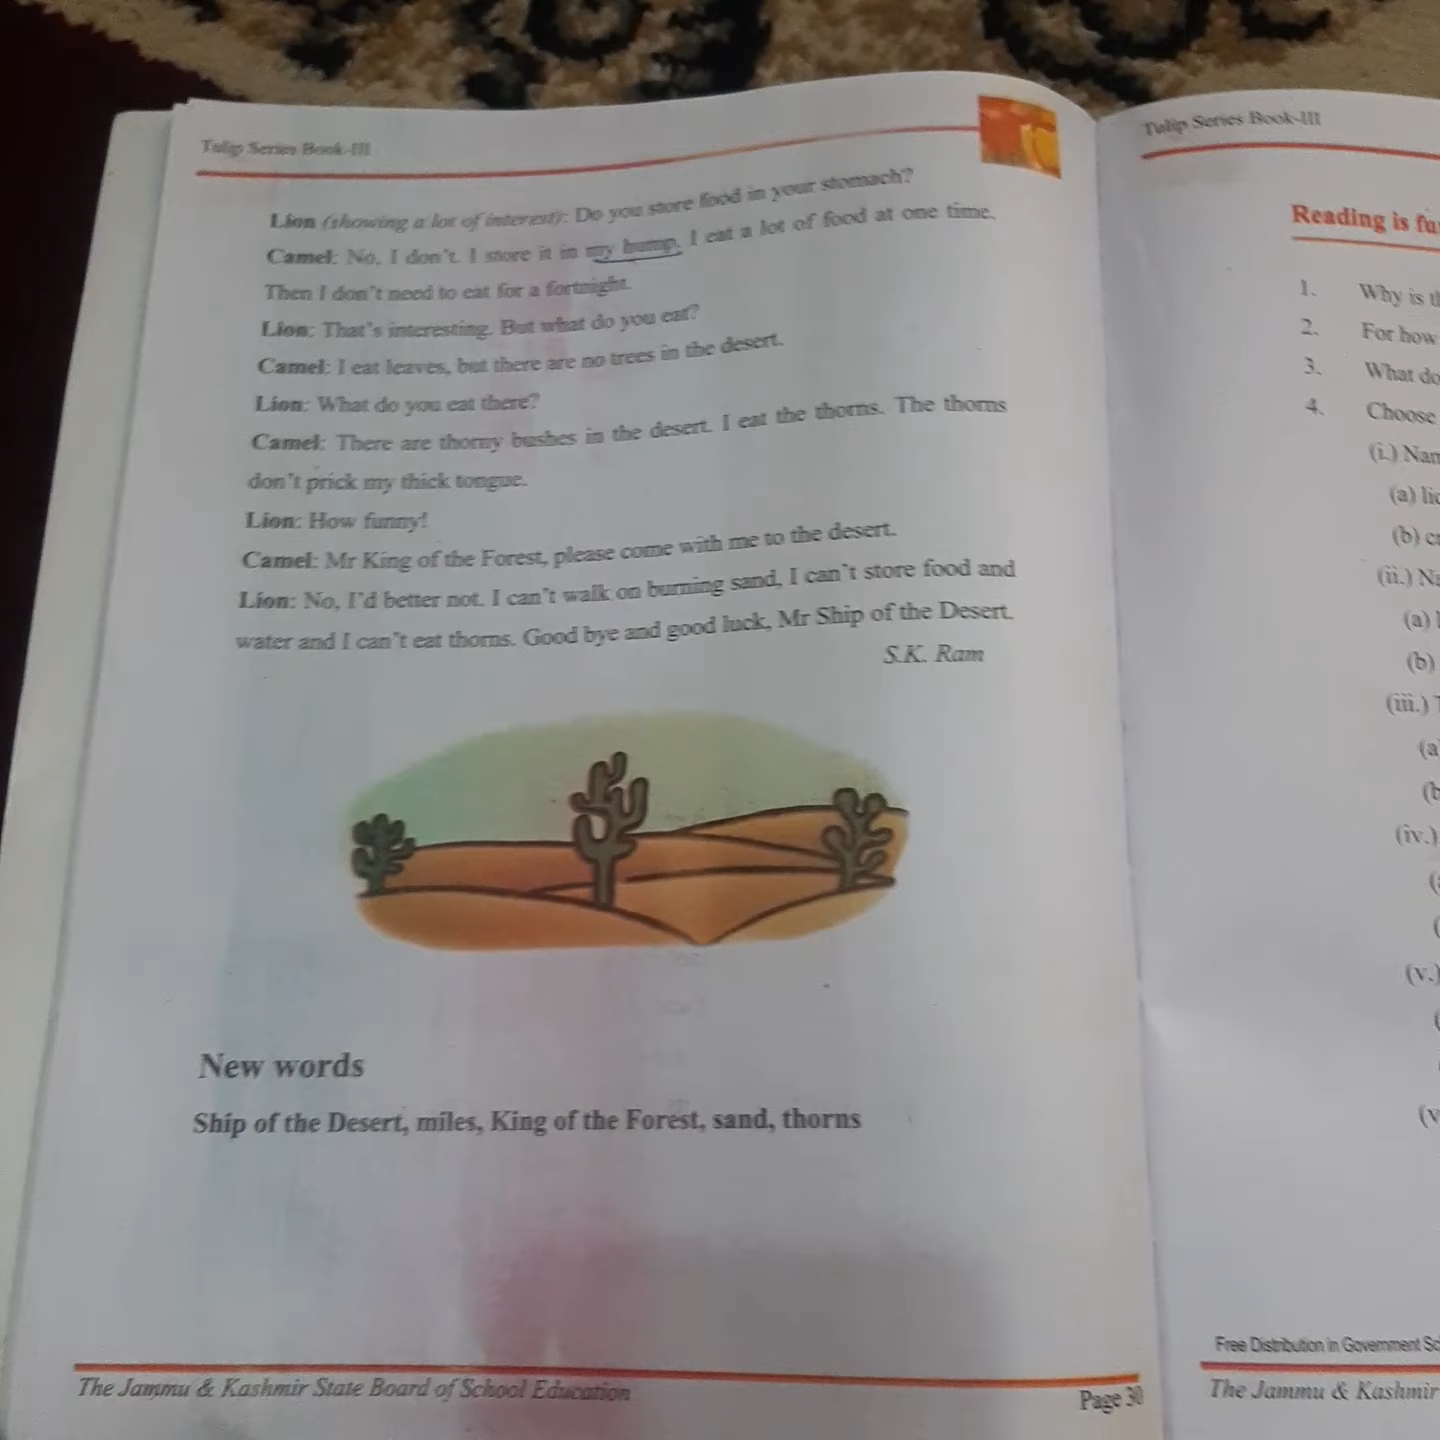 Tulip Series Book-III
Lion (showing a lot of interest): Do you store food in your stomach?
Camel: No, I don't. I store it in my hump. I eat a lot of food at one time.
Then I don't need to eat for a fortnight.
Lion: That's interesting. But what do you eat?
Camel: I eat leaves, but there are no trees in the desert.
Lion: What do you eat there?
Camel: There are thorny bushes in the desert. I eat the thorns. The thorns
don't prick my thick tongue.
Lion: How funny!
Camel: Mr King of the Forest, please come with me to the desert.
Lion: No, I'd better not. I can't walk on burning sand, I can't store food and
water and I can't eat thorns. Good bye and good luck, Mr Ship of the Desert.
S.K. Ram
New words
Ship of the Desert, miles, King of the Forest, sand, thorns
The Jammu & Kashmir State Board of School Education
Page 30
Tulip Series Book-III
Reading is
1. Why is
2. For how
3. What
4. Choose
(i.)
(a)
(b)
(ii.)
(a)
(b)
(iii.)
(a
(b
(iv.)
(
(
(v.)
(
(v
Free Distribution in Government
The Jammu & Kashmir